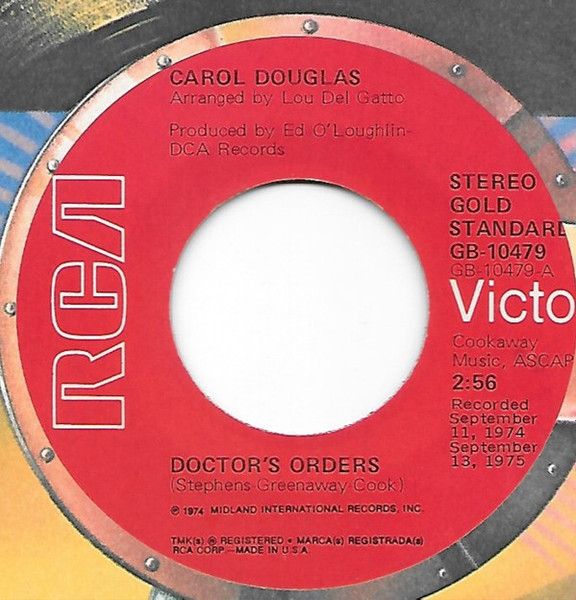 CAROL DOUGLAS
Arranged by Lou Del Gatto
Produced by Ed O'Loughlin-
DCA Records
RCA
STEREO
GOLD
STANDARD
GB-10479
GB-10479-A
Victo
Cookaway
Music, ASCAP
2:56
Recorded
September
11, 1974
September
13, 1975
DOCTOR'S ORDERS
(Stephens-Greenaway-Cook)
℗ 1974 MIDLAND INTERNATIONAL RECORDS, INC.
TMK(s) ® REGISTERED • MARCA(s) REGISTRADA(s)
RCA CORP—MADE IN U.S.A.